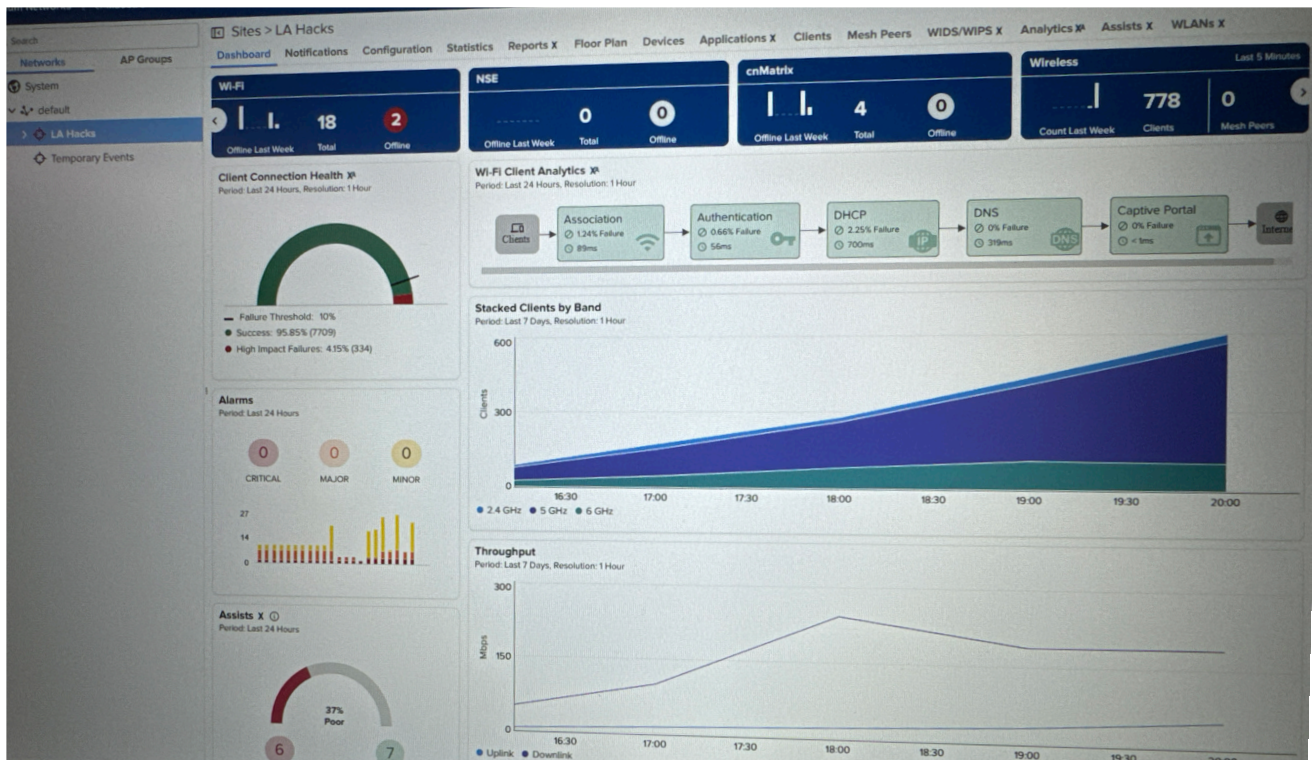 Search
Networks
AP Groups
System
default
LA Hacks
Temporary Events
Sites > LA Hacks
Dashboard Notifications Configuration Statistics Reports X Floor Plan Devices Applications X Clients Mesh Peers WIDS/WIPS X Analytics X Assists X WLANs X
Wi-Fi
18
2
Offline Last Week
Total
Offline
NSE
0
0
Offline Last Week
Total
Offline
cnMatrix
4
0
Offline Last Week
Total
Offline
Wireless
Last 5 Minutes
778
0
Count Last Week
Clients
Mesh Peers
Client Connection Health X
Period: Last 24 Hours, Resolution: 1 Hour
Failure Threshold: 10%
Success: 95.85% (7709)
High Impact Failures: 4.15% (334)
Wi-Fi Client Analytics X
Period: Last 24 Hours, Resolution: 1 Hour
Clients
Association
1.24% Failure
89ms
Authentication
0.66% Failure
56ms
DHCP
2.25% Failure
700ms
IP
DNS
0% Failure
319ms
DNS
Captive Portal
0% Failure
< 1ms
Interne
Stacked Clients by Band
Period: Last 7 Days, Resolution: 1 Hour
600
300
0
Clients
16:30 17:00 17:30 18:00 18:30 19:00 19:30 20:00
2.4 GHz 5 GHz 6 GHz
Alarms
Period: Last 24 Hours
0 0 0
CRITICAL MAJOR MINOR
27
14
0
Throughput
Period: Last 7 Days, Resolution: 1 Hour
300
150
0
Mbps
16:30 17:00 17:30 18:00 18:30 19:00 19:30
Uplink Downlink
Assists X
Period: Last 24 Hours
37%
Poor
6
7